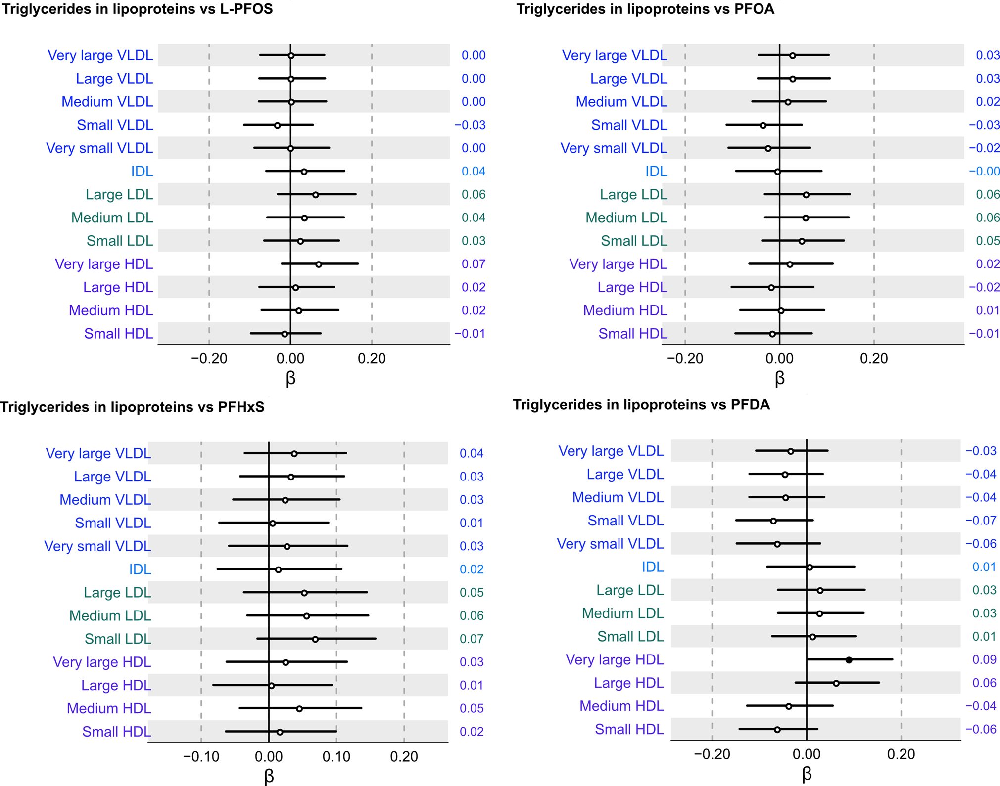 Triglycerides in lipoproteins vs L-PFOS
Very large VLDL 0.00
Large VLDL 0.00
Medium VLDL 0.00
Small VLDL −0.03
Very small VLDL 0.00
IDL 0.04
Large LDL 0.06
Medium LDL 0.04
Small LDL 0.03
Very large HDL 0.07
Large HDL 0.02
Medium HDL 0.02
Small HDL −0.01
−0.20 0.00 0.20
β
Triglycerides in lipoproteins vs PFOA
Very large VLDL 0.03
Large VLDL 0.03
Medium VLDL 0.02
Small VLDL −0.03
Very small VLDL −0.02
IDL −0.00
Large LDL 0.06
Medium LDL 0.06
Small LDL 0.05
Very large HDL 0.02
Large HDL −0.02
Medium HDL 0.01
Small HDL −0.01
−0.20 0.00 0.20
β
Triglycerides in lipoproteins vs PFHxS
Very large VLDL 0.04
Large VLDL 0.03
Medium VLDL 0.03
Small VLDL 0.01
Very small VLDL 0.03
IDL 0.02
Large LDL 0.05
Medium LDL 0.06
Small LDL 0.07
Very large HDL 0.03
Large HDL 0.01
Medium HDL 0.05
Small HDL 0.02
−0.10 0.00 0.10 0.20
β
Triglycerides in lipoproteins vs PFDA
Very large VLDL −0.03
Large VLDL −0.04
Medium VLDL −0.04
Small VLDL −0.07
Very small VLDL −0.06
IDL 0.01
Large LDL 0.03
Medium LDL 0.03
Small LDL 0.01
Very large HDL 0.09
Large HDL 0.06
Medium HDL −0.04
Small HDL −0.06
−0.20 0.00 0.20
β